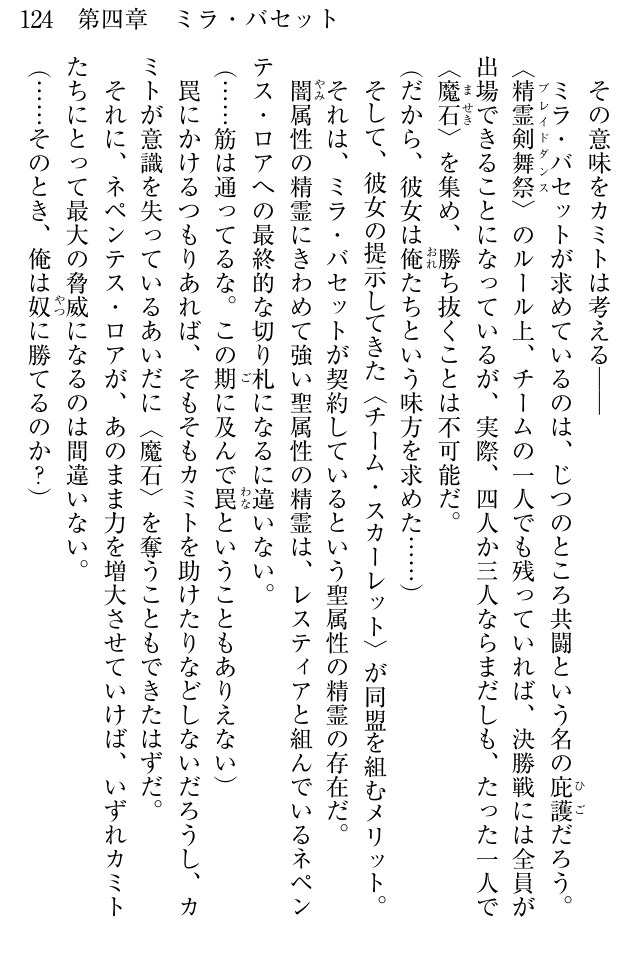 124 第四章 ミラ・バセット
その意味をカミトは考える――
ミラ・バセットが求めているのは、じつのところ共闘という名の庇護だろう。
〈精霊剣舞祭〉のルール上、チームの一人でも残っていれば、決勝戦には全員が
出場できることになっているが、実際、四人か三人ならまだしも、たった一人で
〈魔石〉を集め、勝ち抜くことは不可能だ。
(だから、彼女は俺たちという味方を求めた……)
そして、彼女の提示してきた〈チーム・スカーレット〉が同盟を組むメリット。
それは、ミラ・バセットが契約しているという聖属性の精霊の存在だ。
闇属性の精霊にきわめて強い聖属性の精霊は、レスティアと組んでいるネペン
テス・ロアへの最終的な切り札になるに違いない。
(……筋は通ってるな。この期に及んで罠ということもありえない)
罠にかけるつもりあれば、そもそもカミトを助けたりなどしないだろうし、カ
ミトが意識を失っているあいだに〈魔石〉を奪うこともできたはずだ。
それに、ネペンテス・ロアが、あのまま力を増大させていけば、いずれカミト
たちにとって最大の脅威になるのは間違いない。
(……そのとき、俺は奴に勝てるのか?)
ひご
ブレイドダンス
ませき
おれ
やみ
ご
わな
やつ